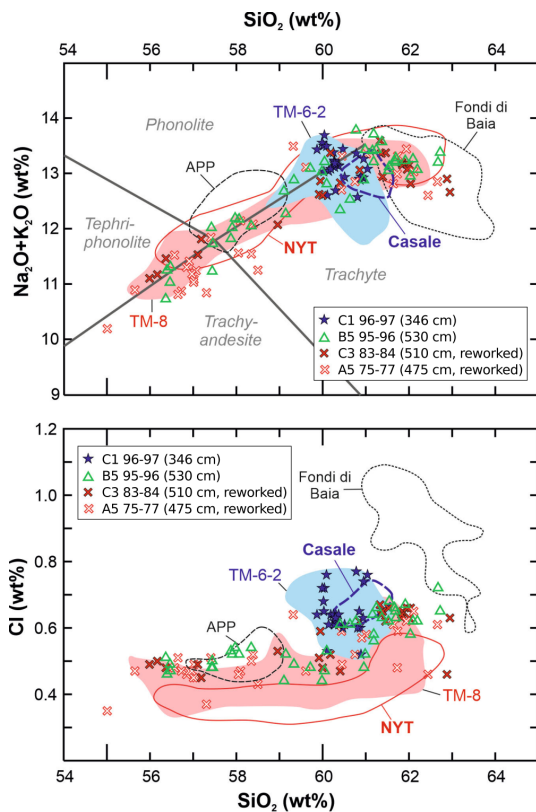 SiO2 (wt%)
54 56 58 60 62 64
Na2O+K2O (wt%)
14
13
12
11
10
9
Phonolite
TM-6-2
Fondi di
Baia
APP
Tephri-
phonolite
NYT
Casale
Trachyte
TM-8
Trachy-
andesite
C1 96-97 (346 cm)
B5 95-96 (530 cm)
C3 83-84 (510 cm, reworked)
A5 75-77 (475 cm, reworked)
Cl (wt%)
1.2
1.0
0.8
0.6
0.4
C1 96-97 (346 cm)
B5 95-96 (530 cm)
C3 83-84 (510 cm, reworked)
A5 75-77 (475 cm, reworked)
Fondi di
Baia
Casale
TM-6-2
APP
TM-8
NYT
54 56 58 60 62 64
SiO2 (wt%)